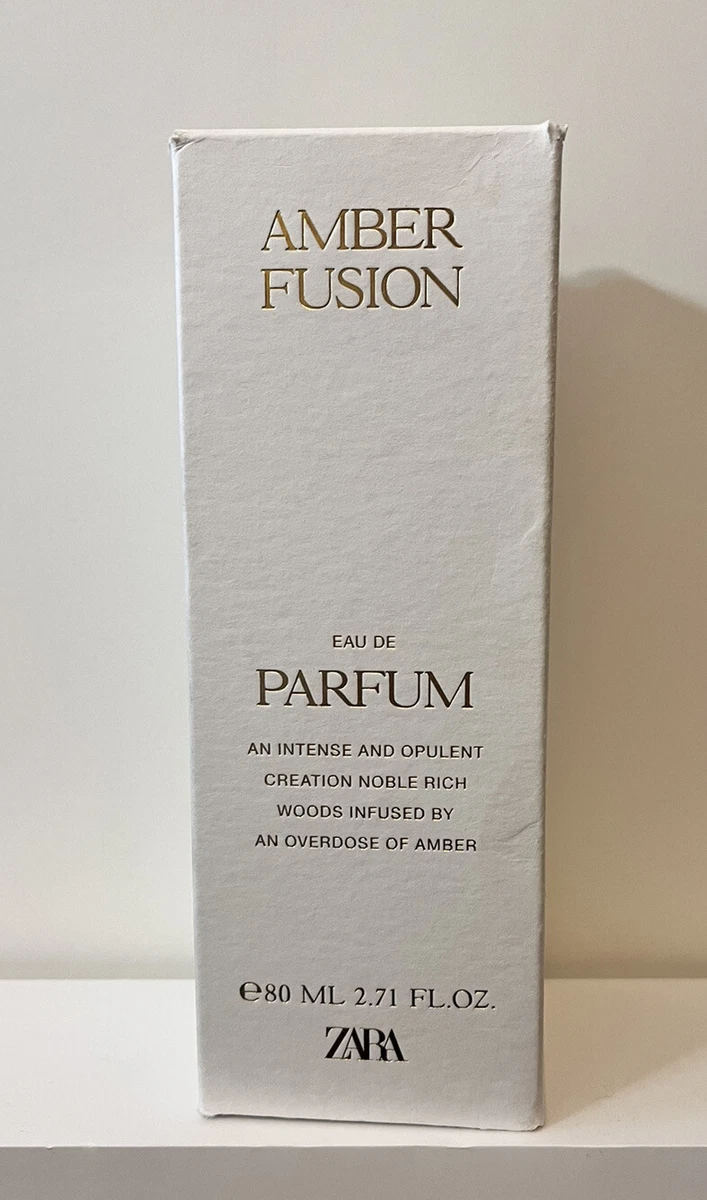 AMBER
FUSION
EAU DE
PARFUM
AN INTENSE AND OPULENT
CREATION NOBLE RICH
WOODS INFUSED BY
AN OVERDOSE OF AMBER
℮80 ML 2.71 FL.OZ.
ZARA